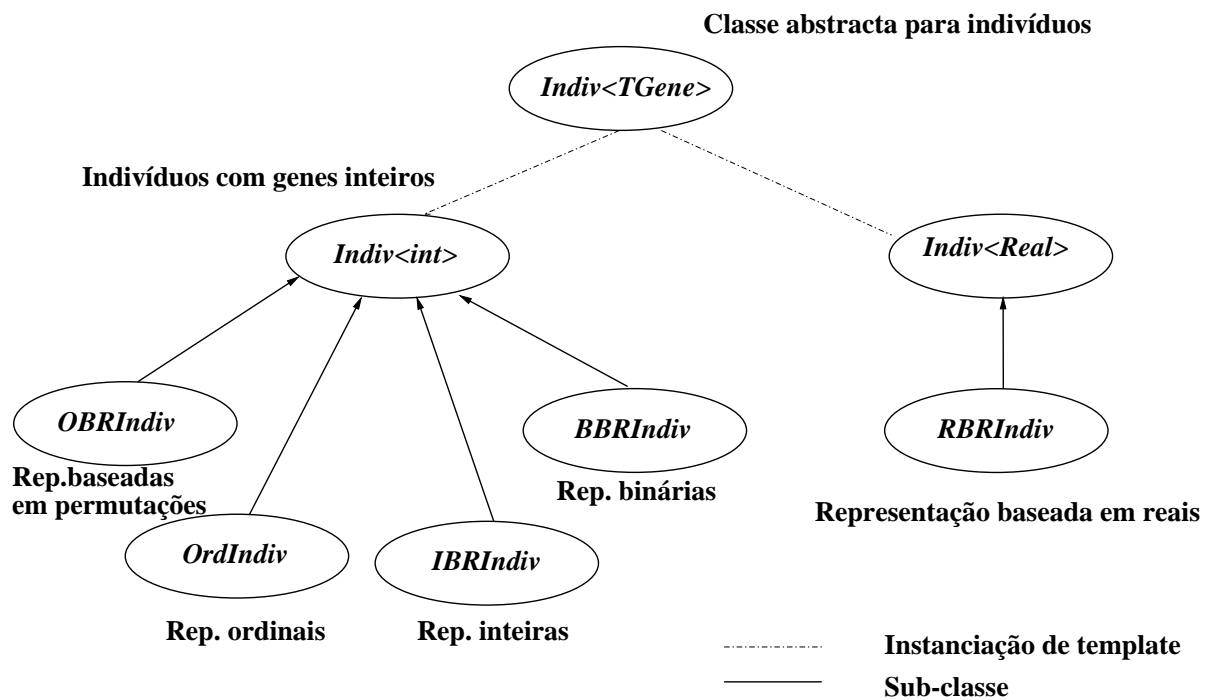 Classe abstracta para indivíduos
Indiv<TGene>
Indivíduos com genes inteiros
Indiv<int>
Indiv<Real>
OBRIndiv
BBRIndiv
RBRIndiv
Rep.baseadas
em permutações
Rep. binárias
Representação baseada em reais
OrdIndiv
IBRIndiv
Rep. ordinais
Rep. inteiras
Instanciação de template
Sub-classe